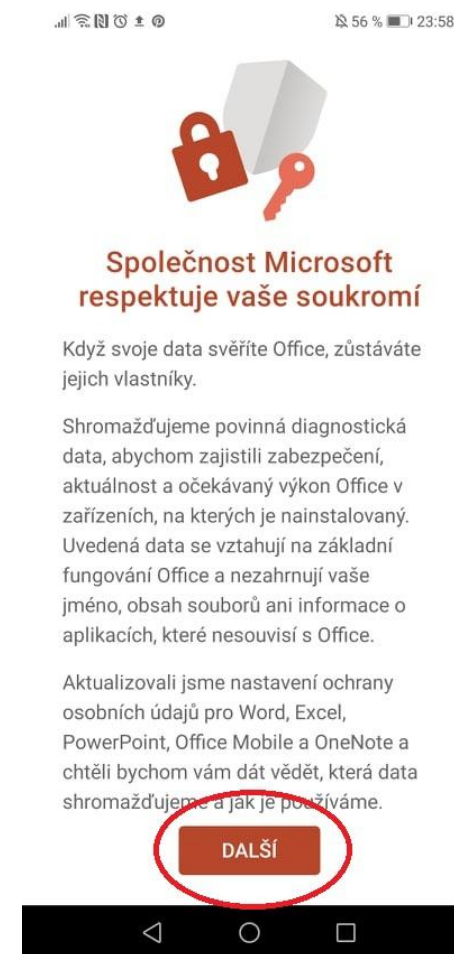 56 % 23:58
Společnost Microsoft
respektuje vaše soukromí
Když svoje data svěříte Office, zůstáváte
jejich vlastníky.
Shromažďujeme povinná diagnostická
data, abychom zajistili zabezpečení,
aktuálnost a očekávaný výkon Office v
zařízeních, na kterých je nainstalovaný.
Uvedená data se vztahují na základní
fungování Office a nezahrnují vaše
jméno, obsah souborů ani informace o
aplikacích, které nesouvisí s Office.
Aktualizovali jsme nastavení ochrany
osobních údajů pro Word, Excel,
PowerPoint, Office Mobile a OneNote a
chtěli bychom vám dát vědět, která data
shromažďujeme a jak je používáme.
DALŠÍ